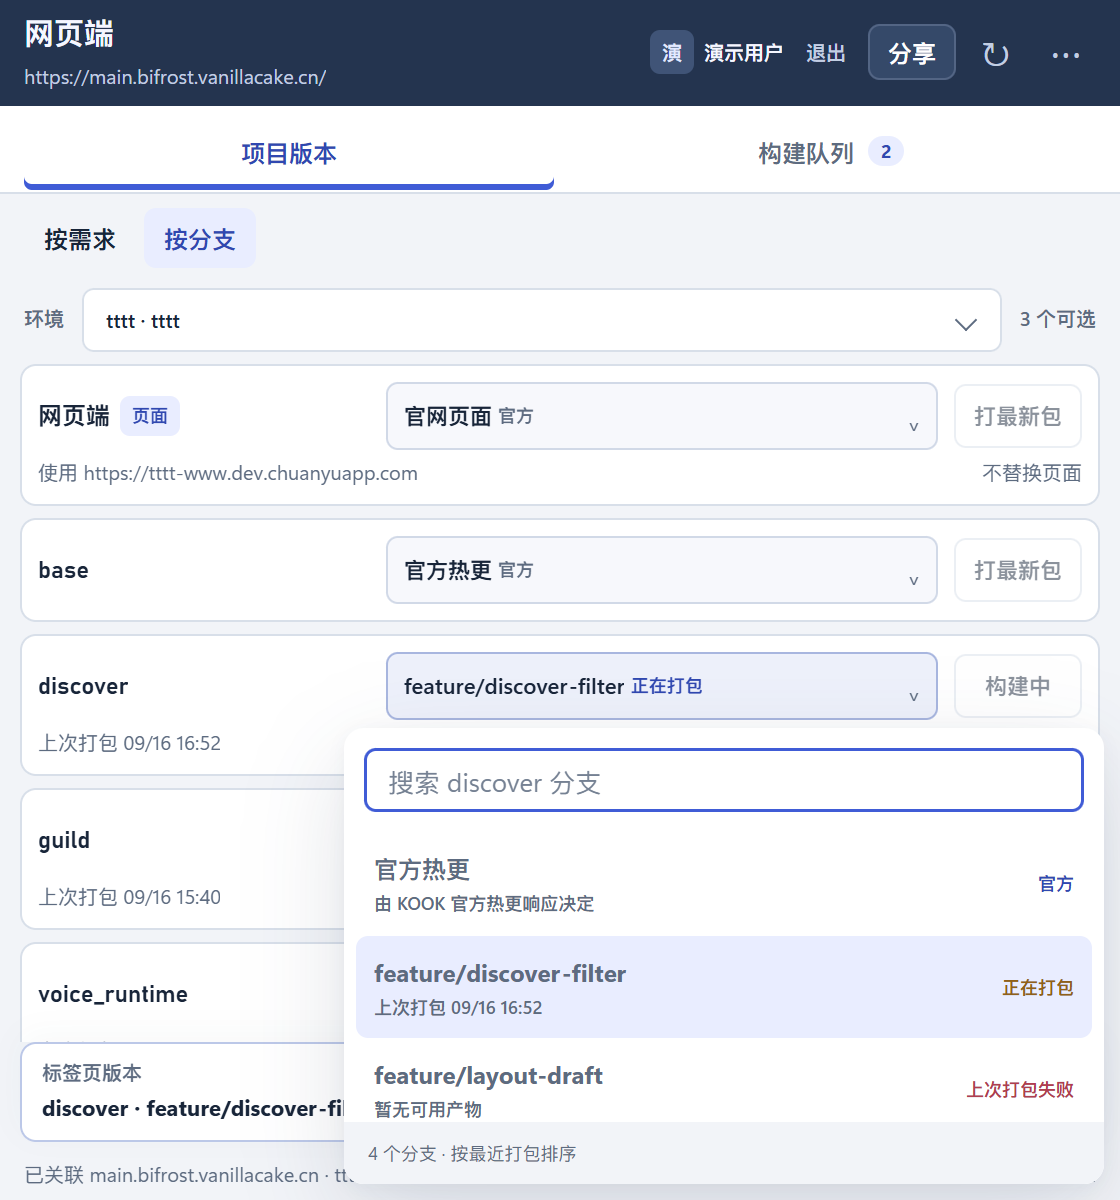 网页端
https://main.bifrost.vanillacake.cn/
演 演示用户 退出 分享 ↻ ···
项目版本 构建队列 2
按需求 按分支
环境 tttt · tttt 3 个可选
网页端 页面 官网页面 官方 v 打最新包
使用 https://tttt-www.dev.chuanyuapp.com 不替换页面
base 官方热更 官方 v 打最新包
discover feature/discover-filter 正在打包 v 构建中
上次打包 09/16 16:52
搜索 discover 分支
guild
上次打包 09/16 15:40
官方热更 官方
由 KOOK 官方热更响应决定
feature/discover-filter 正在打包
上次打包 09/16 16:52
voice_runtime
feature/layout-draft 上次打包失败
暂无可用产物
标签页版本
discover · feature/discover-fi
4 个分支 · 按最近打包排序
已关联 main.bifrost.vanillacake.cn · tt